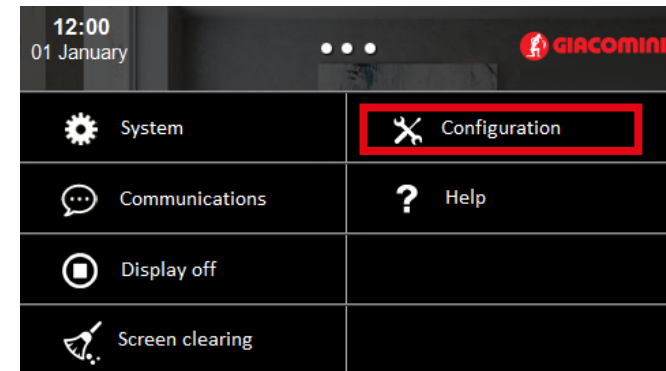 12:00
01 January
GIACOMINI
System
Configuration
Communications
Help
Display off
Screen clearing